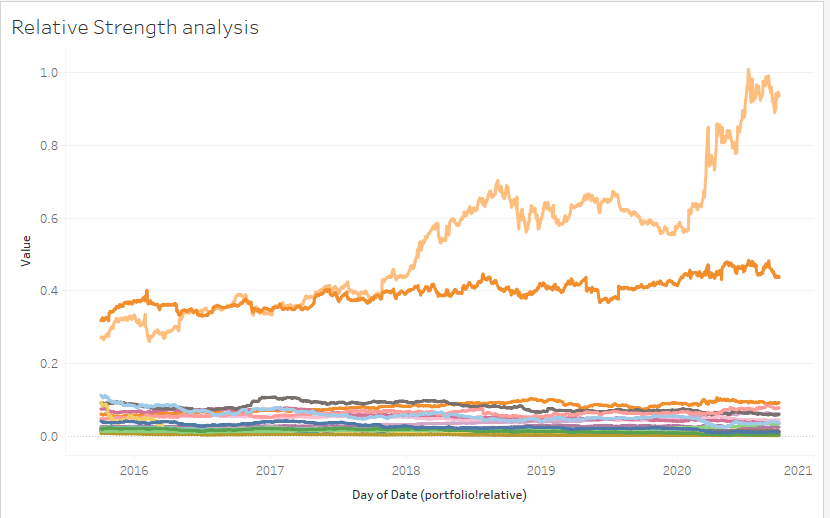 Relative Strength analysis
1.0
0.8
0.6
0.4
0.2
0.0
Value
2016 2017 2018 2019 2020 2021
Day of Date (portfolio!relative)